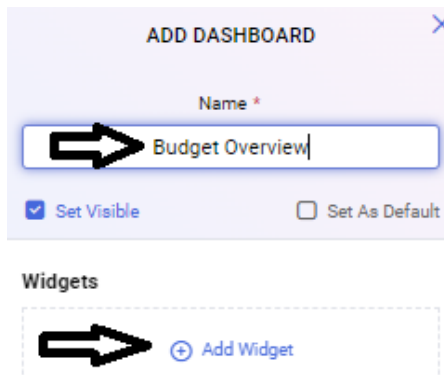 ADD DASHBOARD
Name *
Budget Overview
Set Visible
Set As Default
Widgets
Add Widget